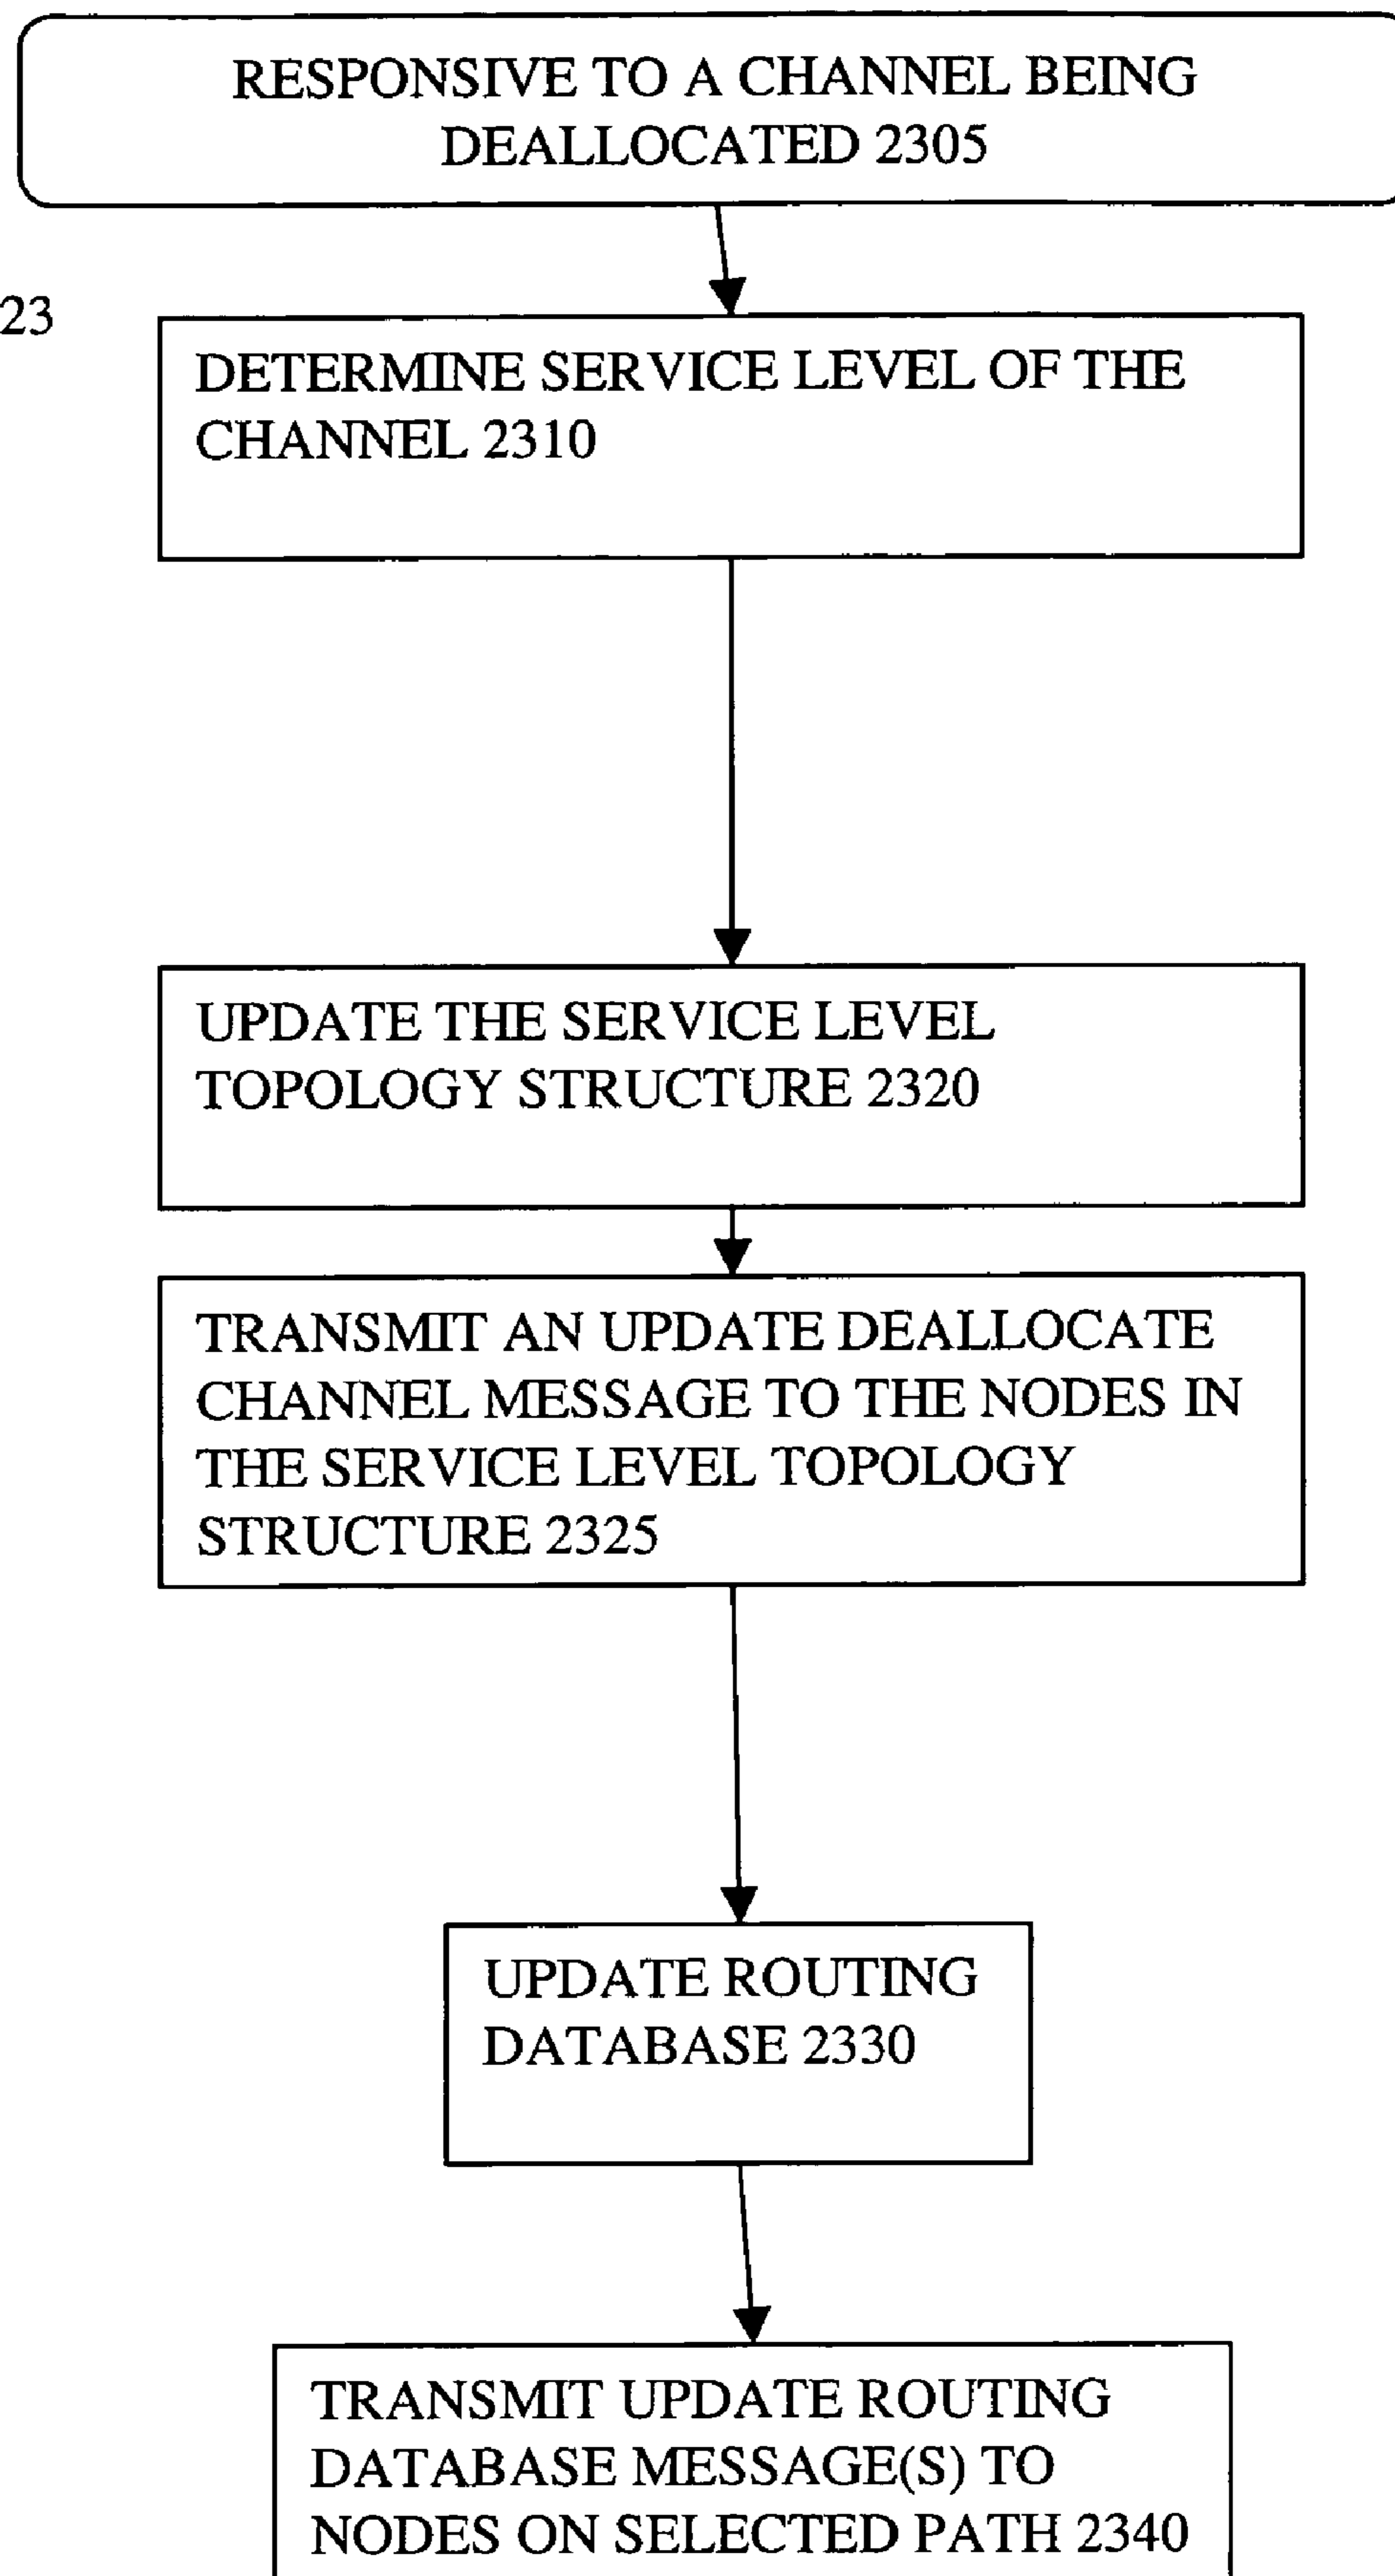 RESPONSIVE TO A CHANNEL BEING
DEALLOCATED 2305
23
DETERMINE SERVICE LEVEL OF THE
CHANNEL 2310
UPDATE THE SERVICE LEVEL
TOPOLOGY STRUCTURE 2320
TRANSMIT AN UPDATE DEALLOCATE
CHANNEL MESSAGE TO THE NODES IN
THE SERVICE LEVEL TOPOLOGY
STRUCTURE 2325
UPDATE ROUTING
DATABASE 2330
TRANSMIT UPDATE ROUTING
DATABASE MESSAGE(S) TO
NODES ON SELECTED PATH 2340